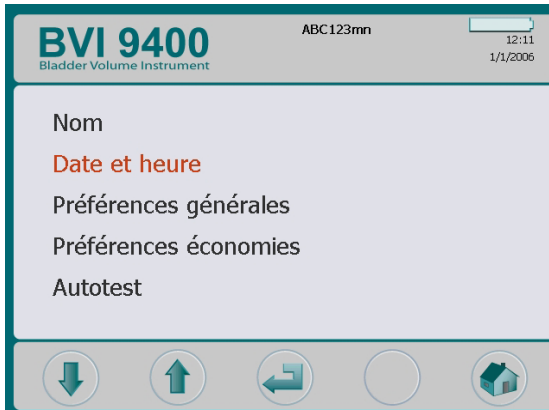 BVI 9400
Bladder Volume Instrument
ABC123mn
12:11
1/1/2006
Nom
Date et heure
Préférences générales
Préférences économies
Autotest